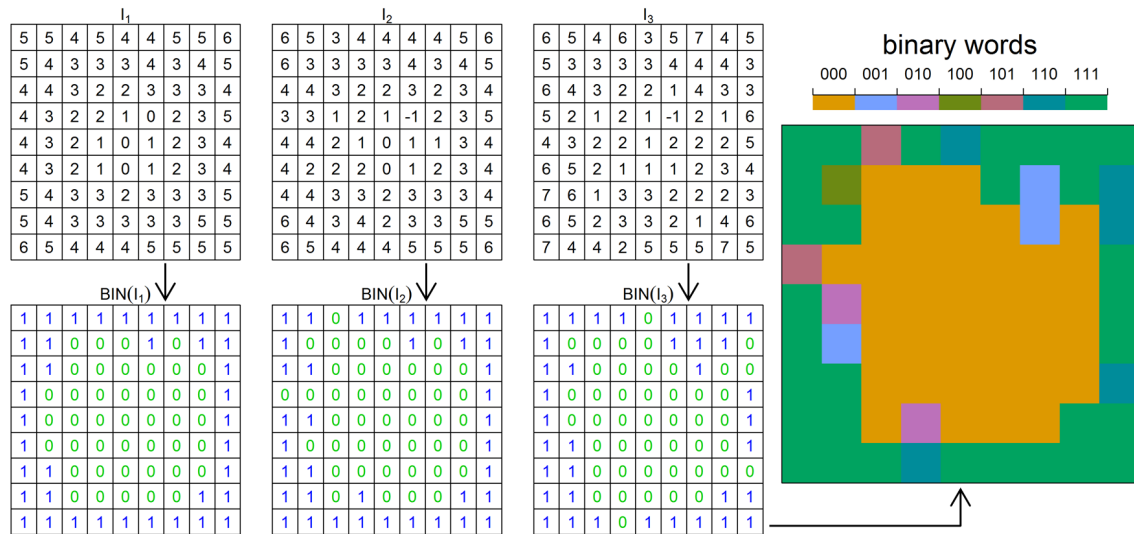 I₁ I₂ I₃
5 5 4 5 4 4 5 5 6 6 5 3 4 4 4 4 5 6 6 5 4 6 3 5 7 4 5
5 4 3 3 3 4 3 4 5 6 3 3 3 3 4 3 4 5 5 3 3 3 3 4 4 4 3
4 4 3 2 2 3 3 3 4 4 4 3 2 2 3 2 3 4 6 4 3 2 2 1 4 3 3
4 3 2 2 1 0 2 3 5 3 3 1 2 1 -1 2 3 5 5 2 1 2 1 -1 2 1 6
4 3 2 1 0 1 2 3 4 4 4 2 1 0 1 1 3 4 4 3 2 1 1 2 2 2 5
4 3 2 1 0 1 2 3 4 4 2 2 2 0 1 2 3 4 6 5 2 1 1 1 2 2 4
5 4 3 3 2 3 3 3 5 4 4 3 3 2 3 3 3 4 7 6 1 3 3 2 2 2 3
5 4 3 3 3 3 3 4 5 6 4 3 4 3 3 3 5 5 6 5 2 3 3 2 1 4 6
6 5 4 4 4 5 5 5 5 6 5 4 4 4 5 5 5 6 7 4 2 5 5 5 7 5
BIN(I₁) BIN(I₂) BIN(I₃)
1 1 1 1 1 1 1 1 1 1 1 0 1 1 1 1 1 1 1 1 1 1 0 1 1 1 1
1 1 0 0 0 1 0 1 1 1 0 0 0 0 1 0 1 1 1 0 0 0 0 1 1 1 0
1 1 0 0 0 0 0 0 1 1 1 0 0 0 0 0 0 1 1 1 0 0 0 0 1 0 0
1 0 0 0 0 0 0 0 1 0 0 0 0 0 0 0 0 1 1 0 0 0 0 0 0 0 1
1 0 0 0 0 0 0 0 1 1 1 0 0 0 0 0 0 1 1 0 0 0 0 0 0 0 1
1 0 0 0 0 0 0 0 1 1 0 0 0 0 0 0 0 1 1 1 0 0 0 0 0 0 1
1 1 0 0 0 0 0 0 1 1 1 0 0 0 0 0 0 1 1 1 0 0 0 0 0 0 0
1 1 0 0 0 0 0 1 1 1 1 0 1 0 0 0 1 1 1 1 0 0 0 0 0 1 1
1 1 1 1 1 1 1 1 1 1 1 1 1 1 1 1 1 1 1 1 1 0 1 1 1 1 1
binary words
000 001 010 100 101 110 111